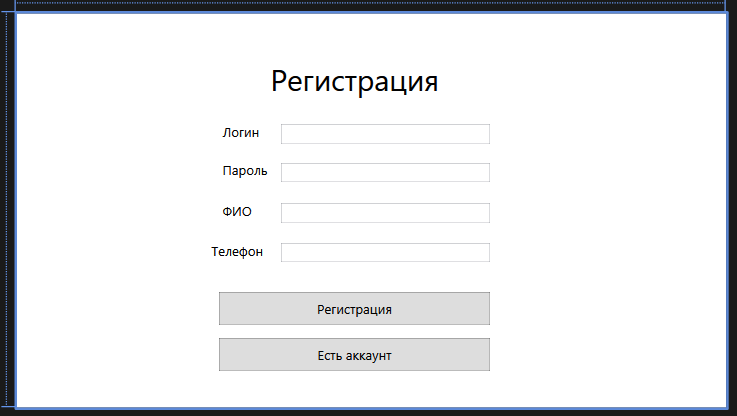 Регистрация
Логин
Пароль
ФИО
Телефон
Регистрация
Есть аккаунт